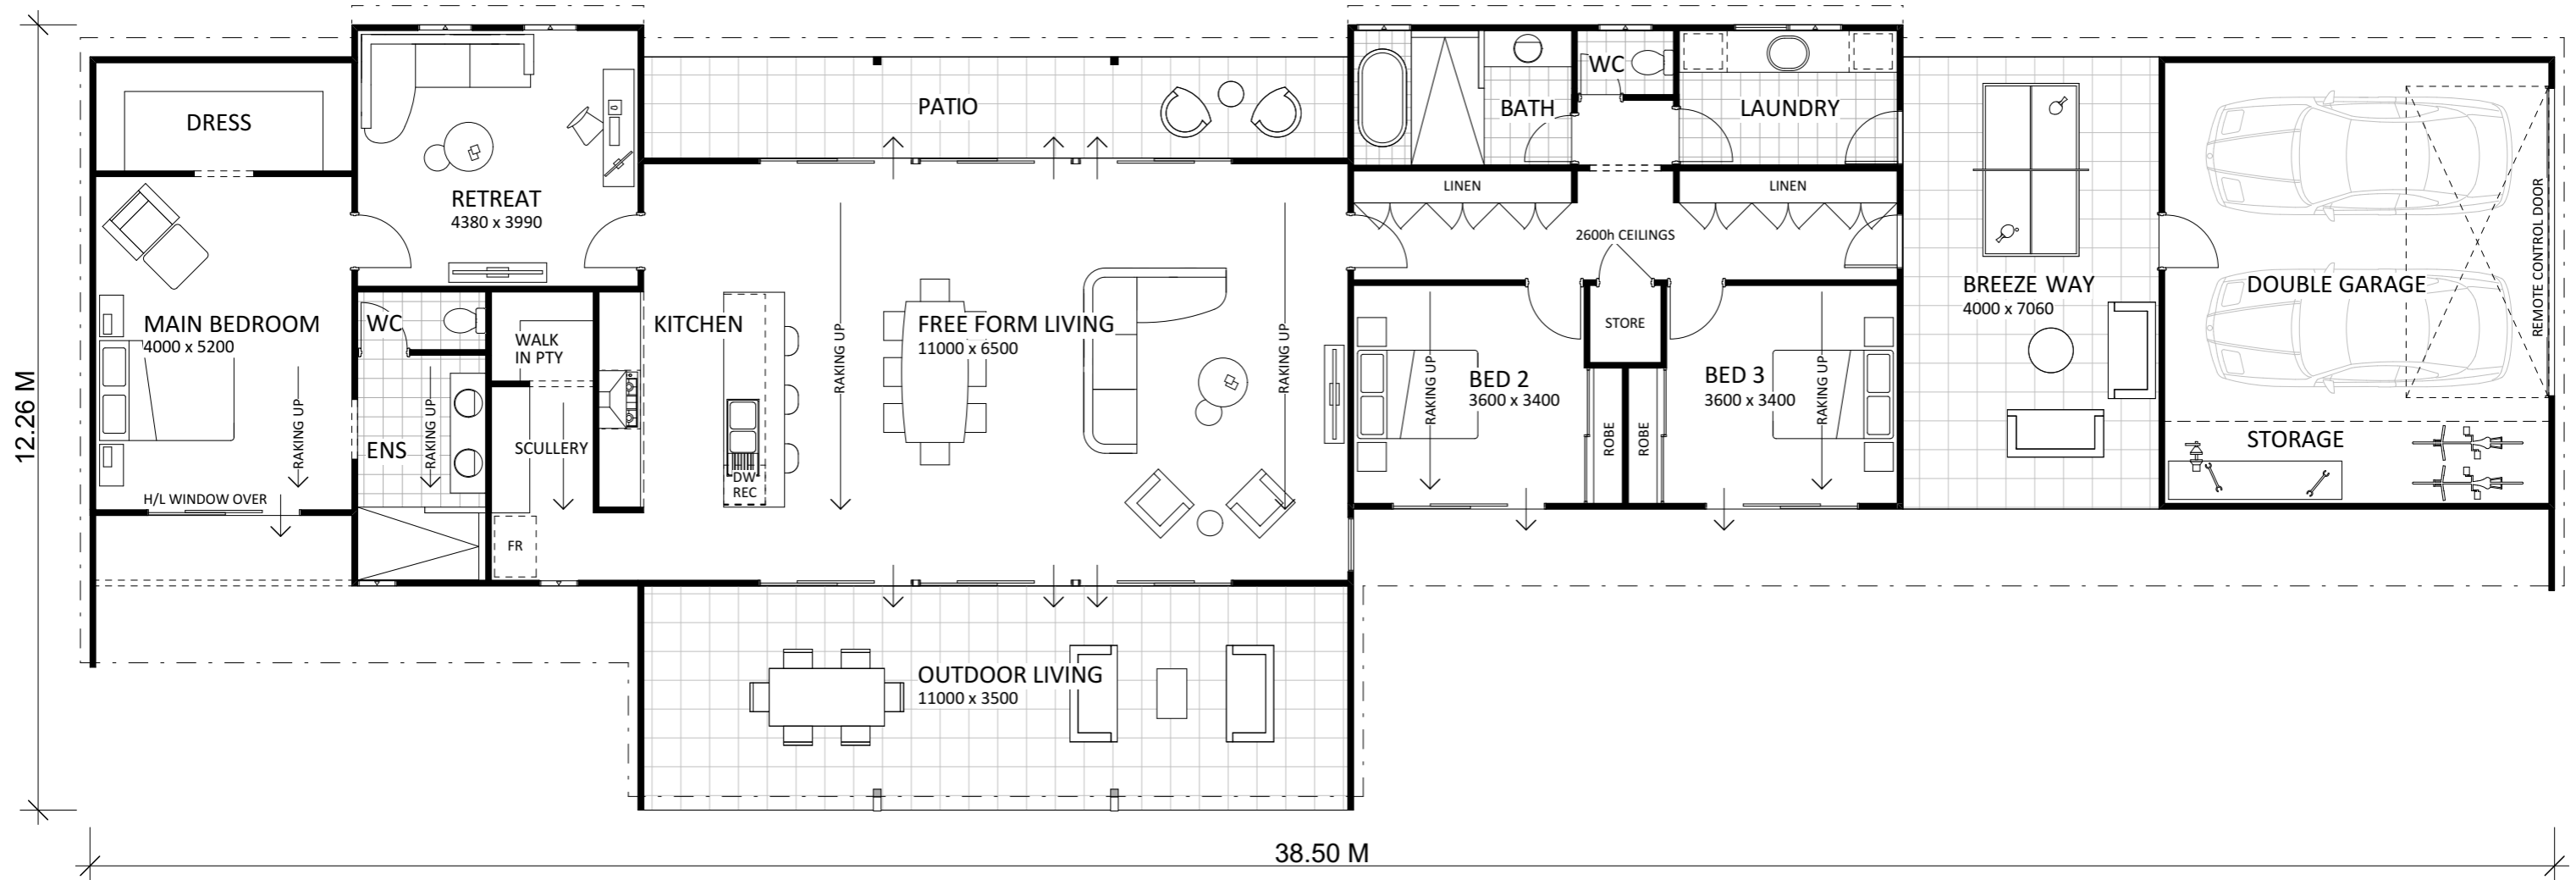 DRESS
RETREAT
4380 x 3990
PATIO
BATH
WC
LAUNDRY
LINEN
LINEN
2600h CEILINGS
MAIN BEDROOM
4000 x 5200
RAKING UP
H/L WINDOW OVER
WC
ENS
RAKING UP
WALK
IN PTY
SCULLERY
FR
KITCHEN
DW
REC
RAKING UP
FREE FORM LIVING
11000 x 6500
RAKING UP
RAKING UP
BED 2
3600 x 3400
STORE
ROBE
ROBE
BED 3
3600 x 3400
RAKING UP
BREEZE WAY
4000 x 7060
DOUBLE GARAGE
REMOTE CONTROL DOOR
STORAGE
OUTDOOR LIVING
11000 x 3500
12.26 M
38.50 M